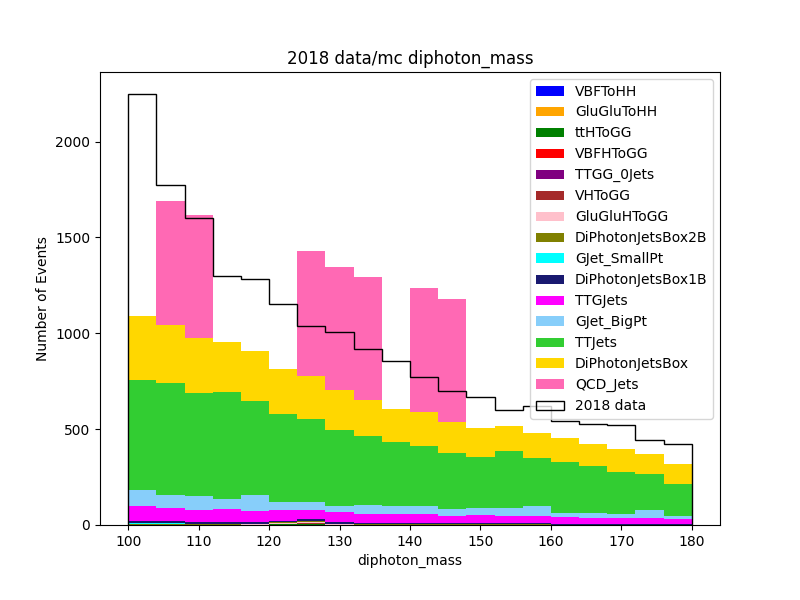 2018 data/mc diphoton_mass
Number of Events
2000
1500
1000
500
0
100
110
120
130
140
150
160
170
180
diphoton_mass
VBFToHH
GluGluToHH
ttHToGG
VBFHToGG
TTGG_0Jets
VHToGG
GluGluHToGG
DiPhotonJetsBox2B
GJet_SmallPt
DiPhotonJetsBox1B
TTGJets
GJet_BigPt
TTJets
DiPhotonJetsBox
QCD_Jets
2018 data